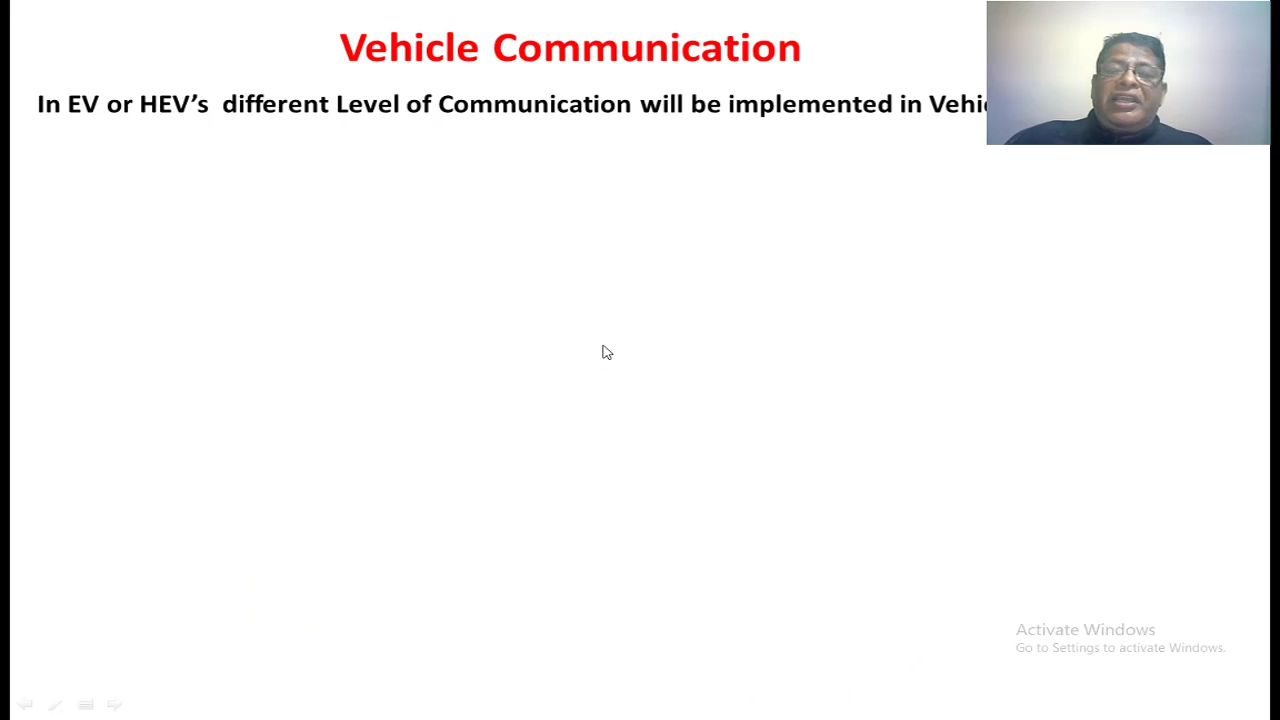 Vehicle Communication
In EV or HEV’s different Level of Communication will be implemented in
Activate Windows
Go to Settings to activate Windows.